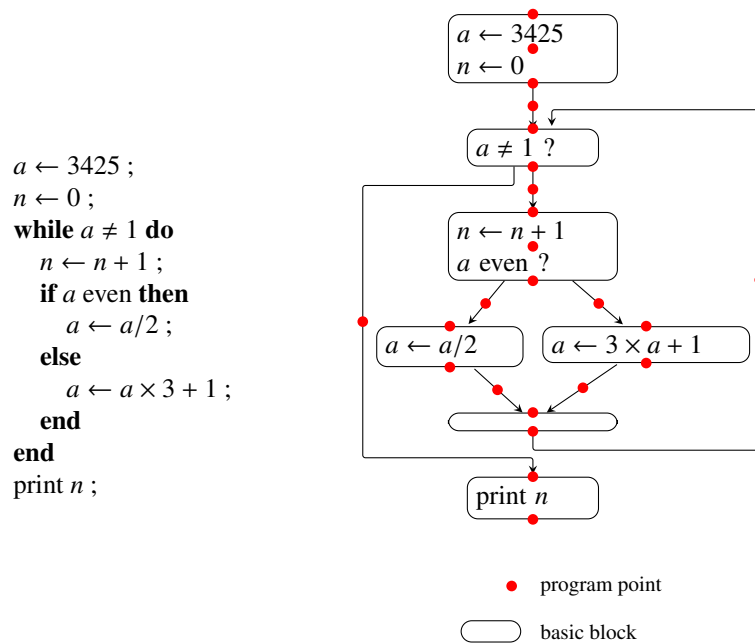 a ← 3425 ;
n ← 0 ;
while a ≠ 1 do
n ← n + 1 ;
if a even then
a ← a/2 ;
else
a ← a × 3 + 1 ;
end
end
print n ;
a ← 3425
n ← 0
a ≠ 1 ?
n ← n + 1
a even ?
a ← a/2
a ← 3 × a + 1
print n
program point
basic block